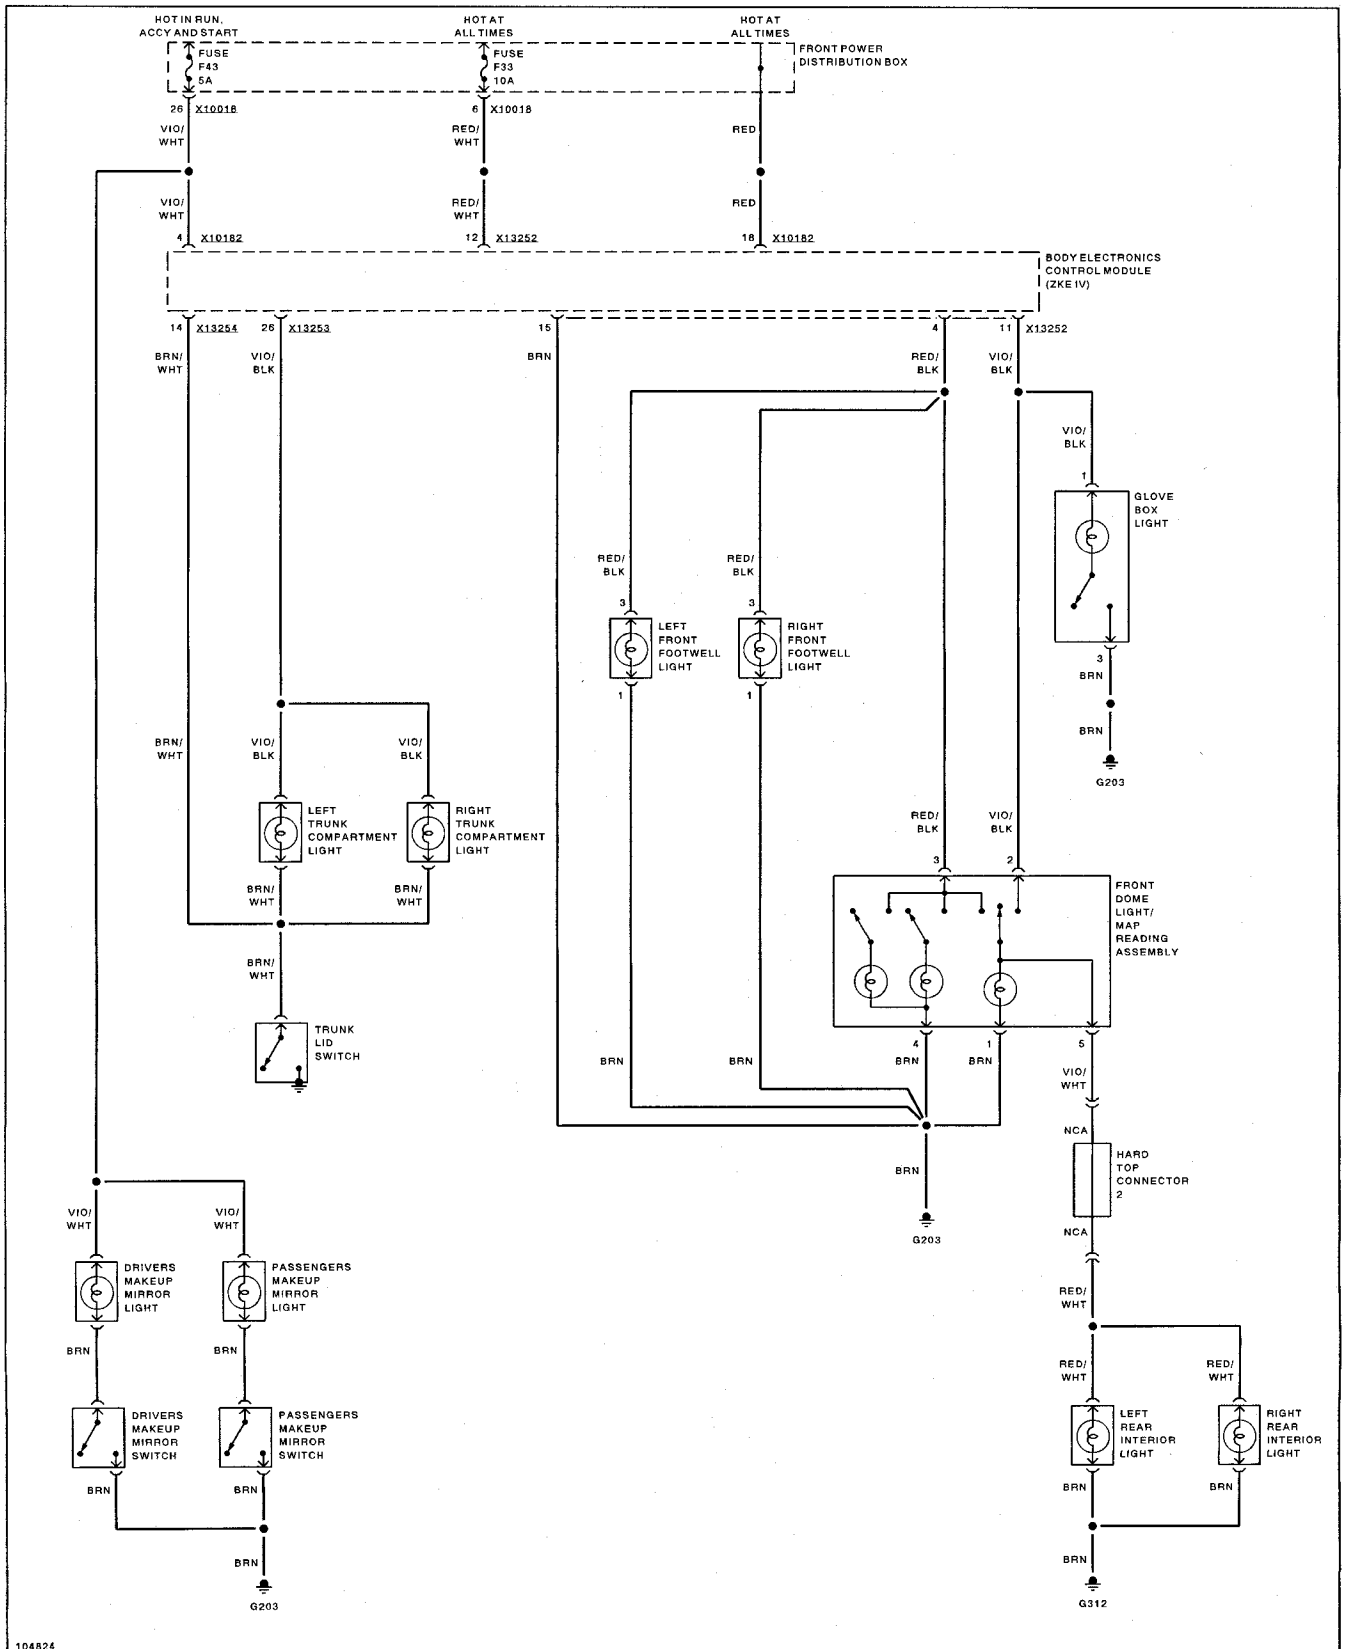 HOT IN RUN,
ACCY AND START
HOT AT
ALL TIMES
HOT AT
ALL TIMES
FUSE
F43
5A
FUSE
F33
10A
FRONT POWER
DISTRIBUTION BOX
26 X10018
6 X10018
VIO/
WHT
RED/
WHT
RED
VIO/
WHT
RED/
WHT
RED
4 X10182
12 X13252
18 X10182
BODY ELECTRONICS
CONTROL MODULE
(ZKE IV)
14 X13254
26 X13253
15
4
11 X13252
BRN/
WHT
VIO/
BLK
BRN
RED/
BLK
VIO/
BLK
VIO/
BLK
1
GLOVE
BOX
LIGHT
RED/
BLK
RED/
BLK
3
3
LEFT
FRONT
FOOTWELL
LIGHT
RIGHT
FRONT
FOOTWELL
LIGHT
1
1
3
BRN
BRN
G203
BRN/
WHT
VIO/
BLK
VIO/
BLK
LEFT
TRUNK
COMPARTMENT
LIGHT
RIGHT
TRUNK
COMPARTMENT
LIGHT
RED/
BLK
VIO/
BLK
3
2
BRN/
WHT
BRN/
WHT
FRONT
DOME
LIGHT/
MAP
READING
ASSEMBLY
BRN/
WHT
TRUNK
LID
SWITCH
4
1
5
BRN
BRN
BRN
BRN
VIO/
WHT
NCA
HARD
TOP
CONNECTOR
2
BRN
NCA
G203
VIO/
WHT
VIO/
WHT
DRIVERS
MAKEUP
MIRROR
LIGHT
PASSENGERS
MAKEUP
MIRROR
LIGHT
RED/
WHT
BRN
BRN
RED/
WHT
RED/
WHT
DRIVERS
MAKEUP
MIRROR
SWITCH
PASSENGERS
MAKEUP
MIRROR
SWITCH
LEFT
REAR
INTERIOR
LIGHT
RIGHT
REAR
INTERIOR
LIGHT
BRN
BRN
BRN
BRN
BRN
BRN
G203
G312
104824